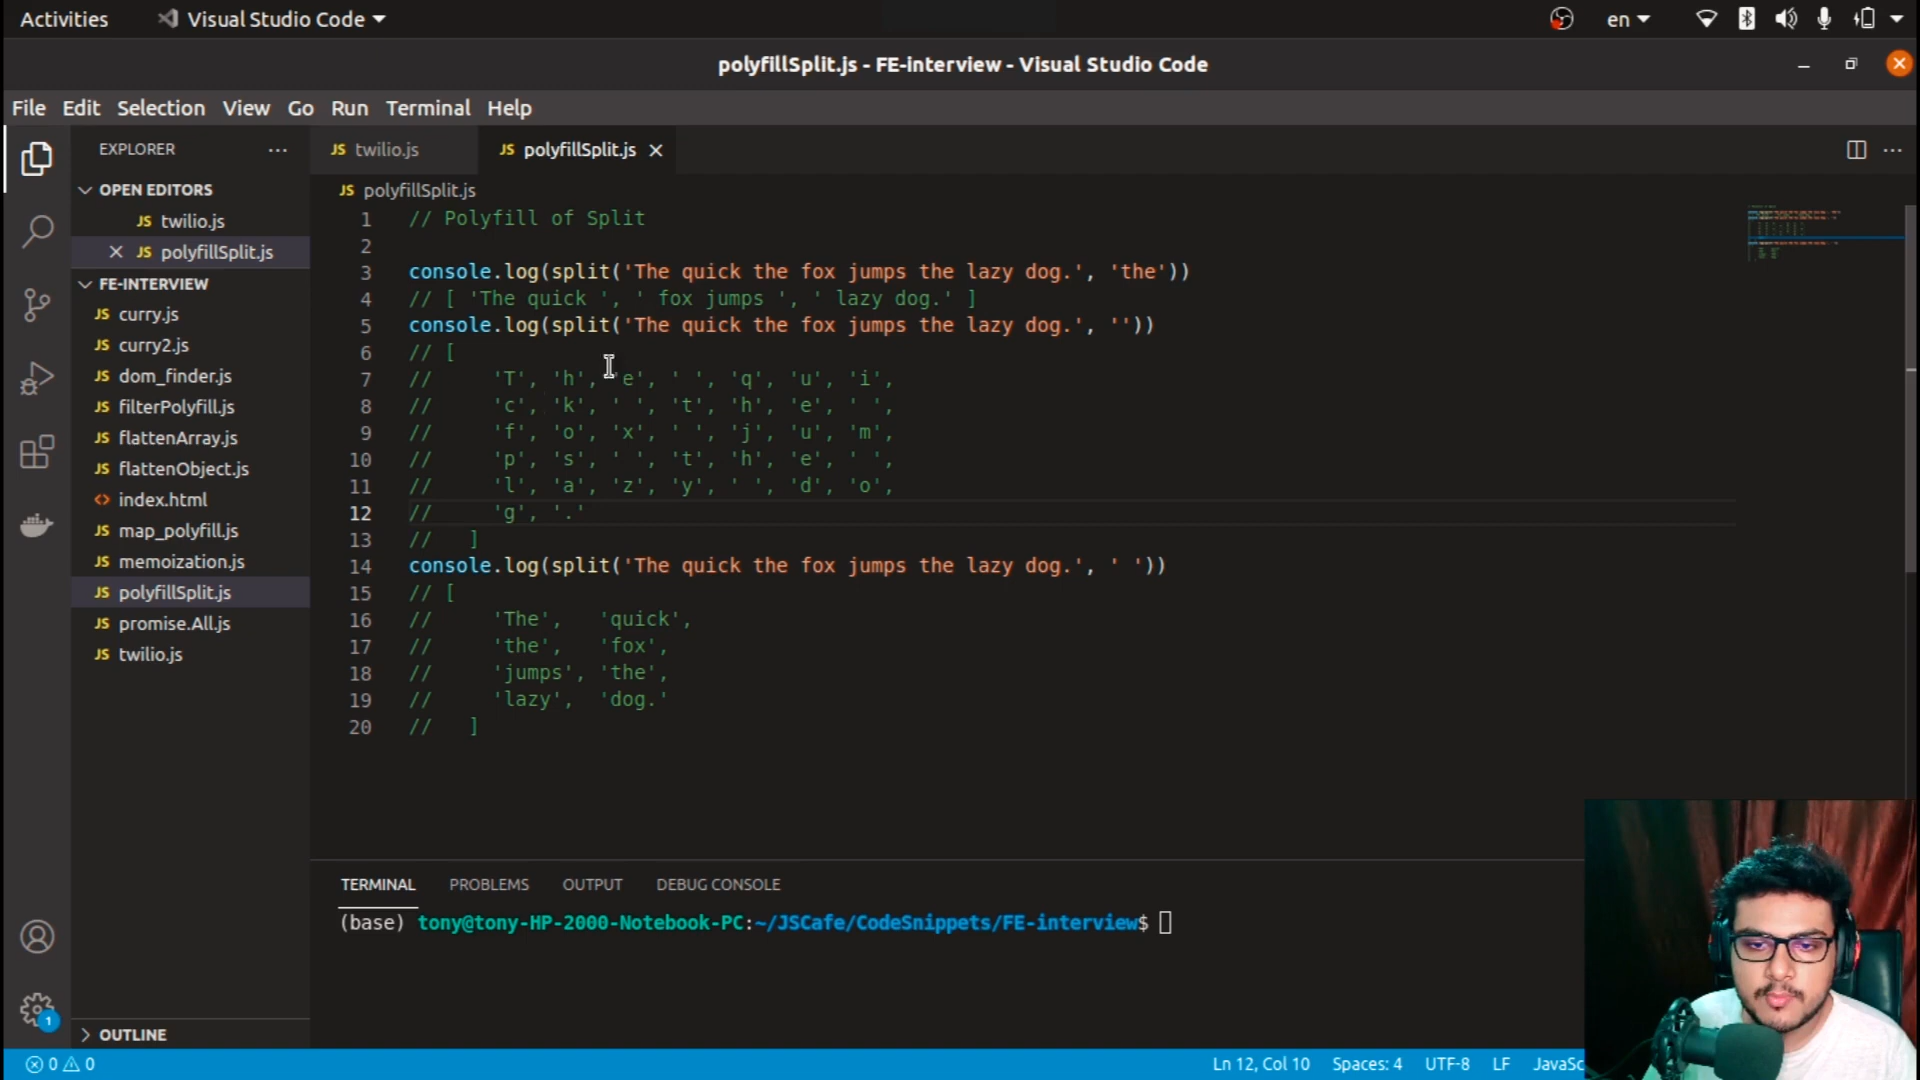 Activities
Visual Studio Code
en
polyfillSplit.js - FE-interview - Visual Studio Code
File Edit Selection View Go Run Terminal Help
EXPLORER
JS twilio.js
JS polyfillSplit.js
OPEN EDITORS
JS twilio.js
JS polyfillSplit.js
FE-INTERVIEW
JS curry.js
JS curry2.js
JS dom_finder.js
JS filterPolyfill.js
JS flattenArray.js
JS flattenObject.js
<> index.html
JS map_polyfill.js
JS memoization.js
JS polyfillSplit.js
JS promise.All.js
JS twilio.js
OUTLINE
JS polyfillSplit.js
1 // Polyfill of Split
2
3 console.log(split('The quick the fox jumps the lazy dog.', 'the'))
4 // [ 'The quick ', ' fox jumps ', ' lazy dog.' ]
5 console.log(split('The quick the fox jumps the lazy dog.', ''))
6 // [
7 // 'T', 'h', 'e', ' ', 'q', 'u', 'i',
8 // 'c', 'k', ' ', 't', 'h', 'e', ' ',
9 // 'f', 'o', 'x', ' ', 'j', 'u', 'm',
10 // 'p', 's', ' ', 't', 'h', 'e', ' ',
11 // 'l', 'a', 'z', 'y', ' ', 'd', 'o',
12 // 'g', '.'
13 // ]
14 console.log(split('The quick the fox jumps the lazy dog.', ' '))
15 // [
16 // 'The', 'quick',
17 // 'the', 'fox',
18 // 'jumps', 'the',
19 // 'lazy', 'dog.'
20 // ]
TERMINAL PROBLEMS OUTPUT DEBUG CONSOLE
(base) tony@tony-HP-2000-Notebook-PC:~/JSCafe/CodeSnippets/FE-interview$
1
0 0
Ln 12, Col 10 Spaces: 4 UTF-8 LF JavaSc